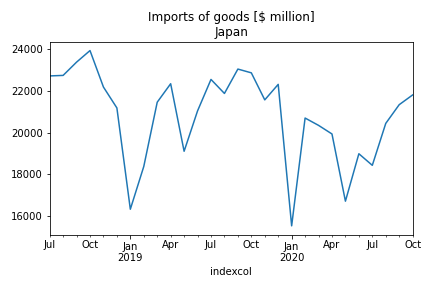 Imports of goods [$ million]
Japan
24000
22000
20000
18000
16000
Jul
Oct
Jan
2019
Apr
Jul
Oct
Jan
2020
Apr
Jul
Oct
indexcol